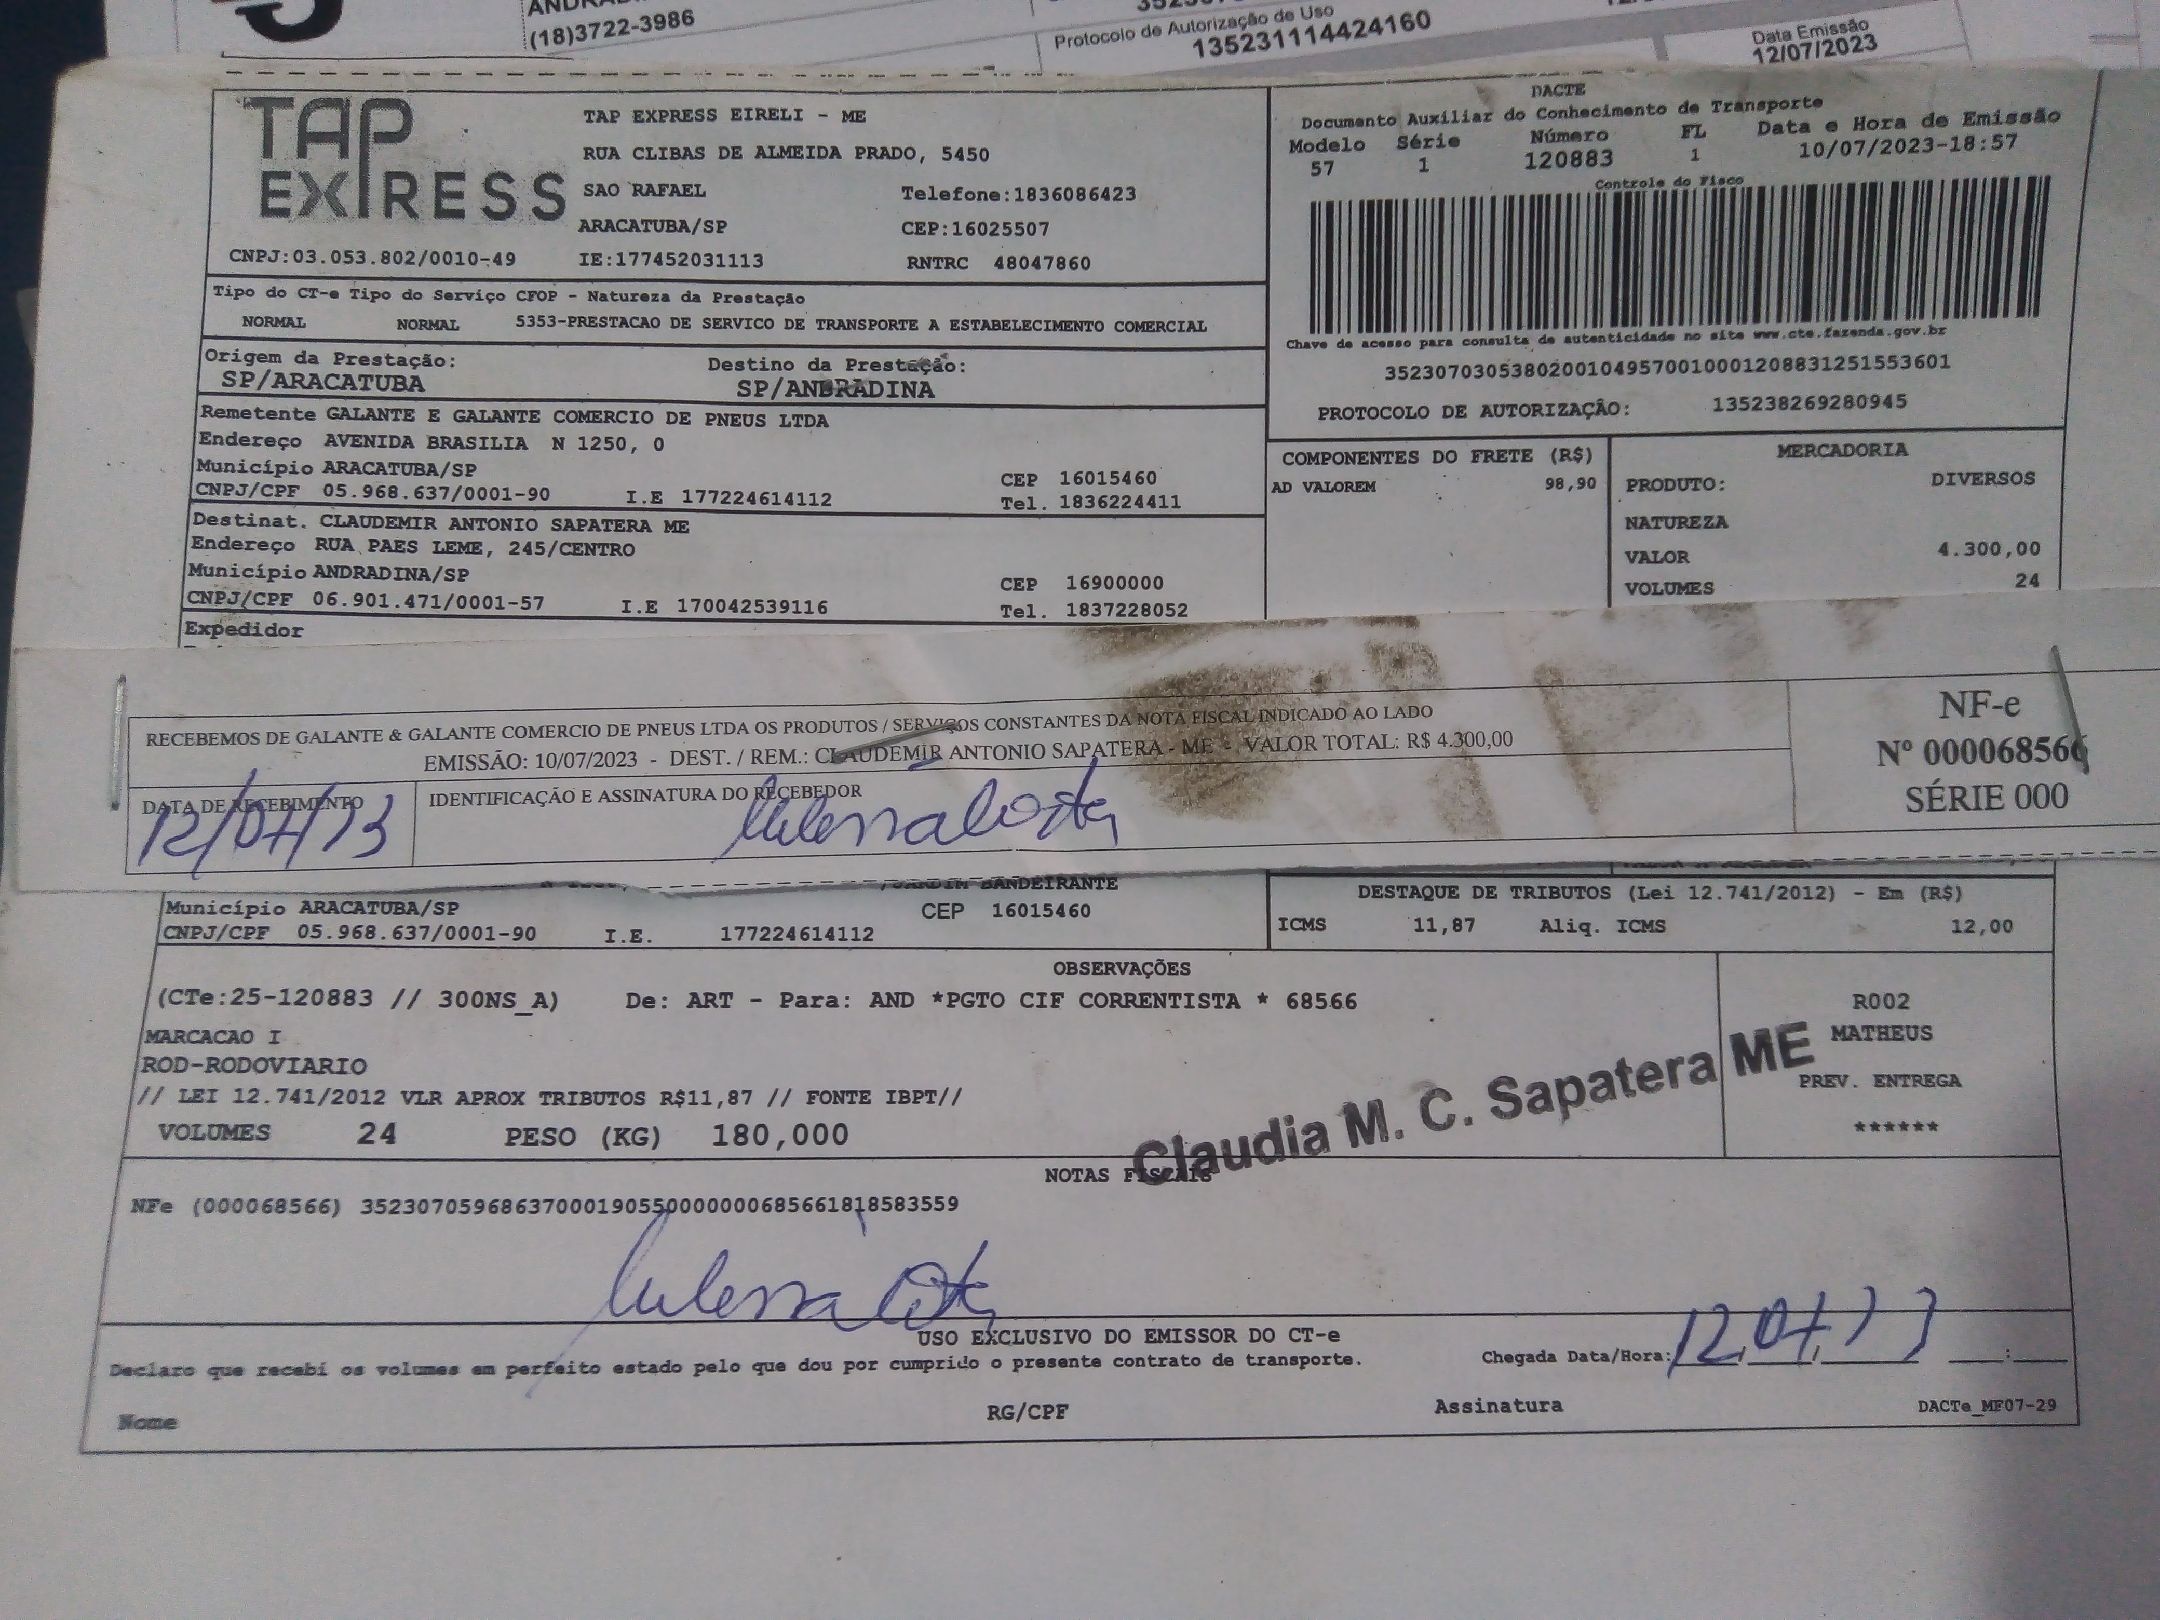 (18)3722-3986
Protocolo de Autorização de Uso
135231114424160
Data Emissão
12/07/2023
TAP EXPRESS
TAP EXPRESS EIRELI - ME
RUA CLIBAS DE ALMEIDA PRADO, 5450
SAO RAFAEL Telefone:1836086423
ARACATUBA/SP CEP:16025507
CNPJ:03.053.802/0010-49 IE:177452031113 RNTRC 48047860
DACTE
Documento Auxiliar do Conhecimento de Transporte
Modelo Série Número FL Data e Hora de Emissão
57 1 120883 1 10/07/2023-18:57
Controle do Fisco
Chave de acesso para consulta de autenticidade no site www.cte.fazenda.gov.br
35230703053802001049570010001208831251553601
PROTOCOLO DE AUTORIZAÇÃO: 135238269280945
Tipo do CT-e Tipo do Serviço CFOP - Natureza da Prestação
NORMAL NORMAL 5353-PRESTACAO DE SERVICO DE TRANSPORTE A ESTABELECIMENTO COMERCIAL
Origem da Prestação: Destino da Prestação:
SP/ARACATUBA SP/ANDRADINA
Remetente GALANTE E GALANTE COMERCIO DE PNEUS LTDA
Endereço AVENIDA BRASILIA N 1250, 0
Município ARACATUBA/SP CEP 16015460
CNPJ/CPF 05.968.637/0001-90 I.E 177224614112 Tel. 1836224411
Destinat. CLAUDEMIR ANTONIO SAPATERA ME
Endereço RUA PAES LEME, 245/CENTRO
Município ANDRADINA/SP CEP 16900000
CNPJ/CPF 06.901.471/0001-57 I.E 170042539116 Tel. 1837228052
Expedidor
COMPONENTES DO FRETE (R$)
AD VALOREM 98,90
MERCADORIA
PRODUTO: DIVERSOS
NATUREZA
VALOR 4.300,00
VOLUMES 24
RECEBEMOS DE GALANTE & GALANTE COMERCIO DE PNEUS LTDA OS PRODUTOS / SERVIÇOS CONSTANTES DA NOTA FISCAL INDICADO AO LADO
EMISSÃO: 10/07/2023 - DEST. / REM.: CLAUDEMIR ANTONIO SAPATERA - ME - VALOR TOTAL: R$ 4.300,00
DATA DE RECEBIMENTO IDENTIFICAÇÃO E ASSINATURA DO RECEBEDOR
NF-e
Nº 000068566
SÉRIE 000
/JARDIM BANDEIRANTE
Município ARACATUBA/SP CEP 16015460
CNPJ/CPF 05.968.637/0001-90 I.E. 177224614112
DESTAQUE DE TRIBUTOS (Lei 12.741/2012) - Em (R$)
ICMS 11,87 Aliq. ICMS 12,00
OBSERVAÇÕES
(CTe:25-120883 // 300NS_A) De: ART - Para: AND *PGTO CIF CORRENTISTA * 68566
MARCACAO I
ROD-RODOVIARIO
// LEI 12.741/2012 VLR APROX TRIBUTOS R$11,87 // FONTE IBPT//
VOLUMES 24 PESO (KG) 180,000
R002
MATHEUS
PREV. ENTREGA
******
Claudia M. C. Sapatera ME
NOTAS FISCAIS
NFe (000068566) 35230705968637000190550000000685661818583559
USO EXCLUSIVO DO EMISSOR DO CT-e
Declaro que recebi os volumes em perfeito estado pelo que dou por cumprido o presente contrato de transporte. Chegada Data/Hora:
Nome RG/CPF Assinatura DACTe_MF07-29